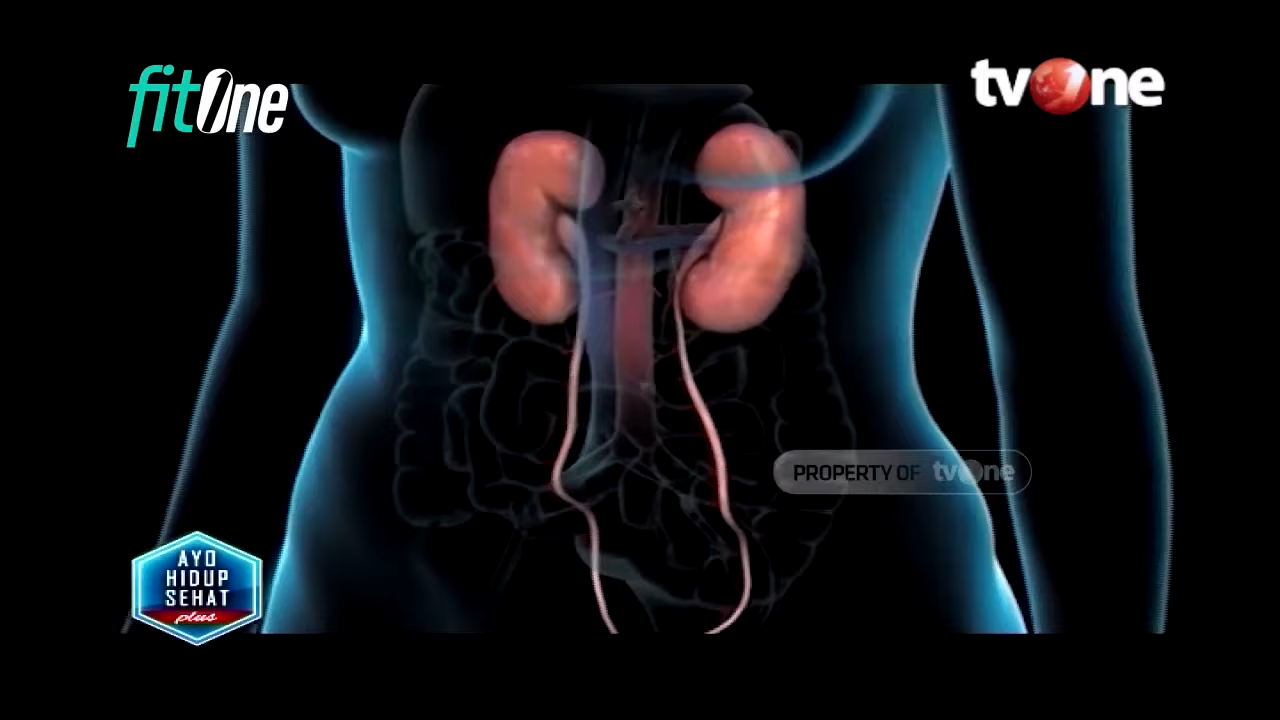 fitOne
tvOne
PROPERTY OF tvOne
AYO
HIDUP
SEHAT
plus